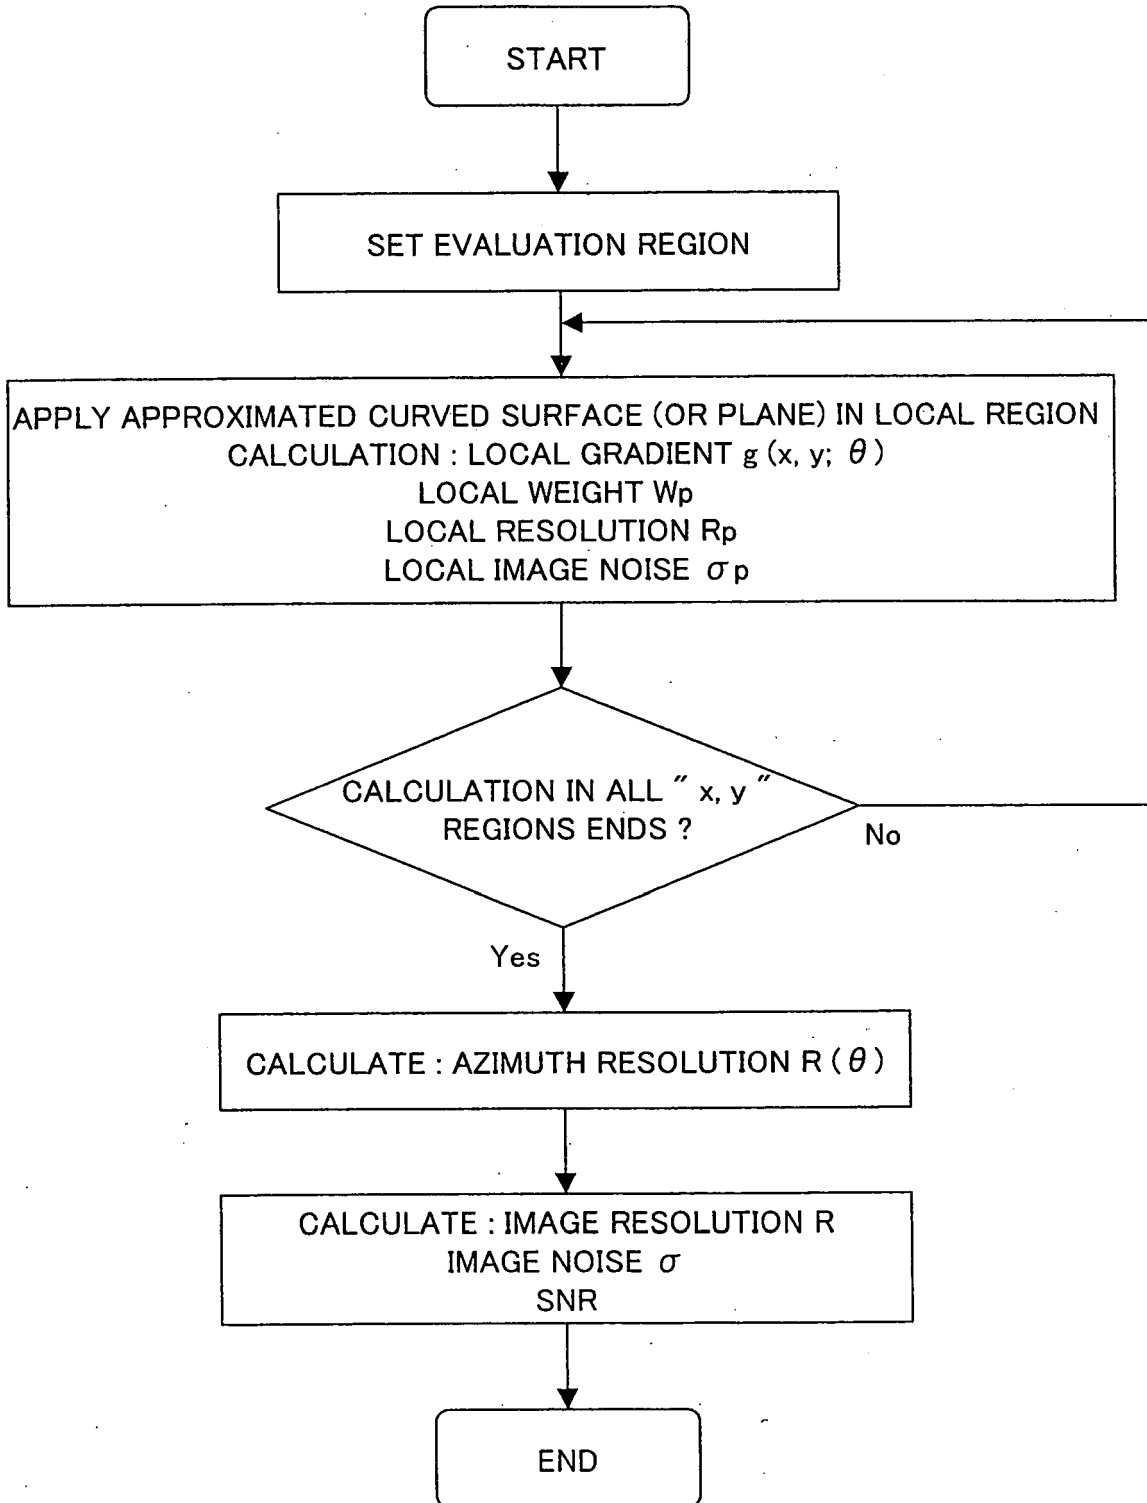 START
SET EVALUATION REGION
APPLY APPROXIMATED CURVED SURFACE (OR PLANE) IN LOCAL REGION
CALCULATION : LOCAL GRADIENT g (x, y; θ)
LOCAL WEIGHT Wp
LOCAL RESOLUTION Rp
LOCAL IMAGE NOISE σp
CALCULATION IN ALL ″ x, y ″
REGIONS ENDS ?
No
Yes
CALCULATE : AZIMUTH RESOLUTION R (θ)
CALCULATE : IMAGE RESOLUTION R
IMAGE NOISE σ
SNR
END